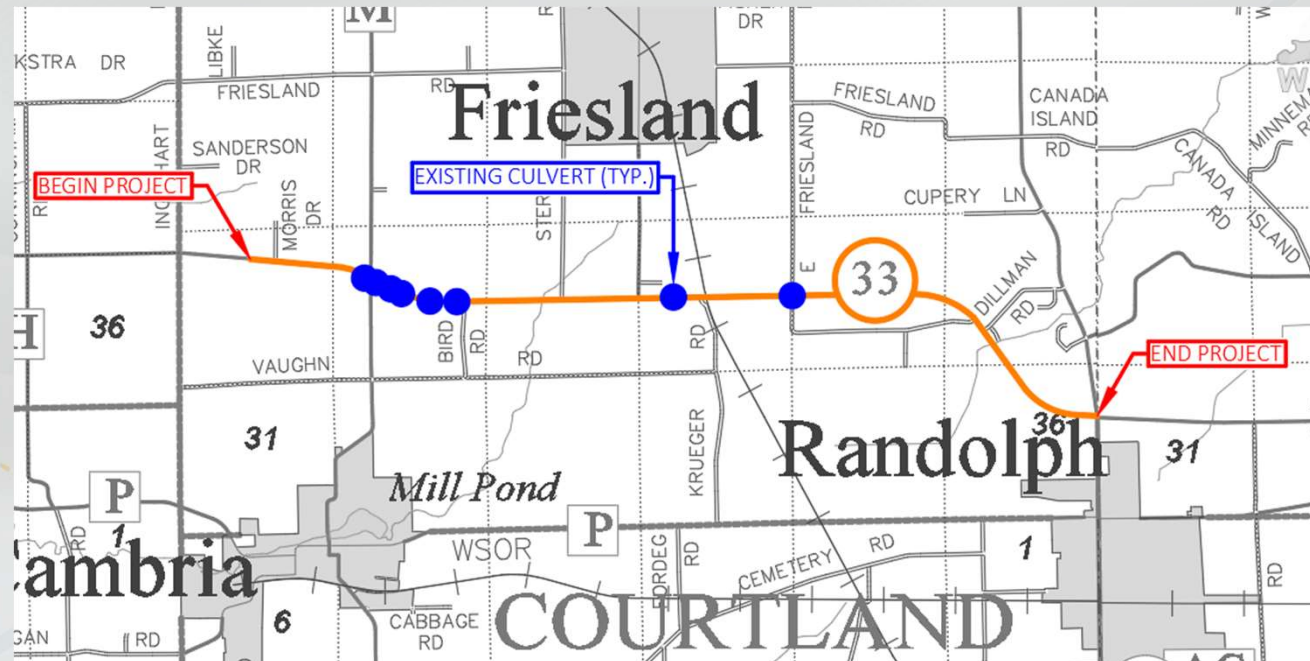 M
DR
KSTRA DR
LIBKE
FRIESLAND
RD
Friesland
FRIESLAND
RD
CANADA
ISLAND
RD
CANADA
ISLAND
RD
SANDERSON
DR
BEGIN PROJECT
MORRIS
DR
EXISTING CULVERT (TYP.)
FRIESLAND
E
CUPERY LN
33
DILLMAN
RD
H
36
VAUGHN
RD
BIRD
RD
RD
KRUEGER
END PROJECT
31
Mill Pond
Randolph
36
31
P
1
RD
P
WSOR
RD
CEMETERY RD
1
RD
ambria
6
CABBAGE
RD
COURTLAND
RD